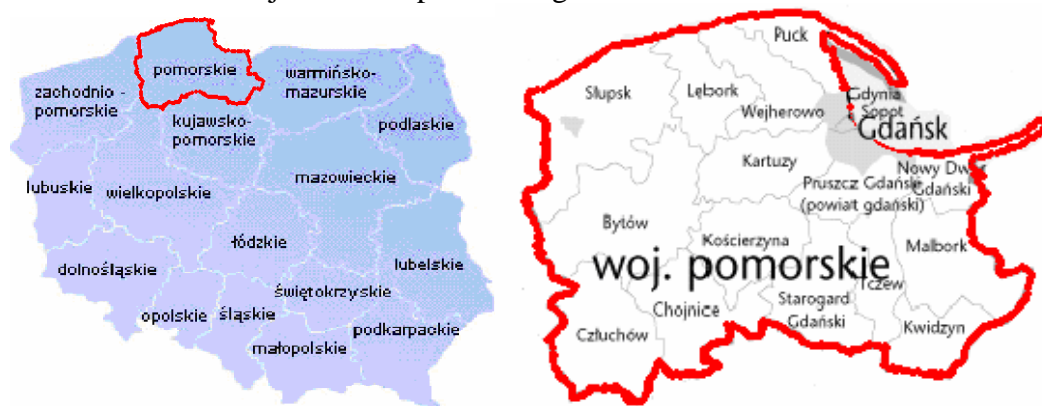 pomorskie
warmińsko-
mazurskie
zachodnio -
pomorskie
kujawsko-
pomorskie
podlaskie
mazowieckie
lubuskie
wielkopolskie
łódzkie
lubelskie
dolnośląskie
świętokrzyskie
opolskie
śląskie
podkarpackie
małopolskie
Puck
Słupsk
Lębork
Gdynia
Sopot
Wejherowo
Gdańsk
Kartuzy
Nowy Dwór
Gdański
Pruszcz Gdański
(powiat gdański)
Bytów
Kościerzyna
Malbork
woj. pomorskie
Tczew
Chojnice
Starogard
Gdański
Człuchów
Kwidzyn